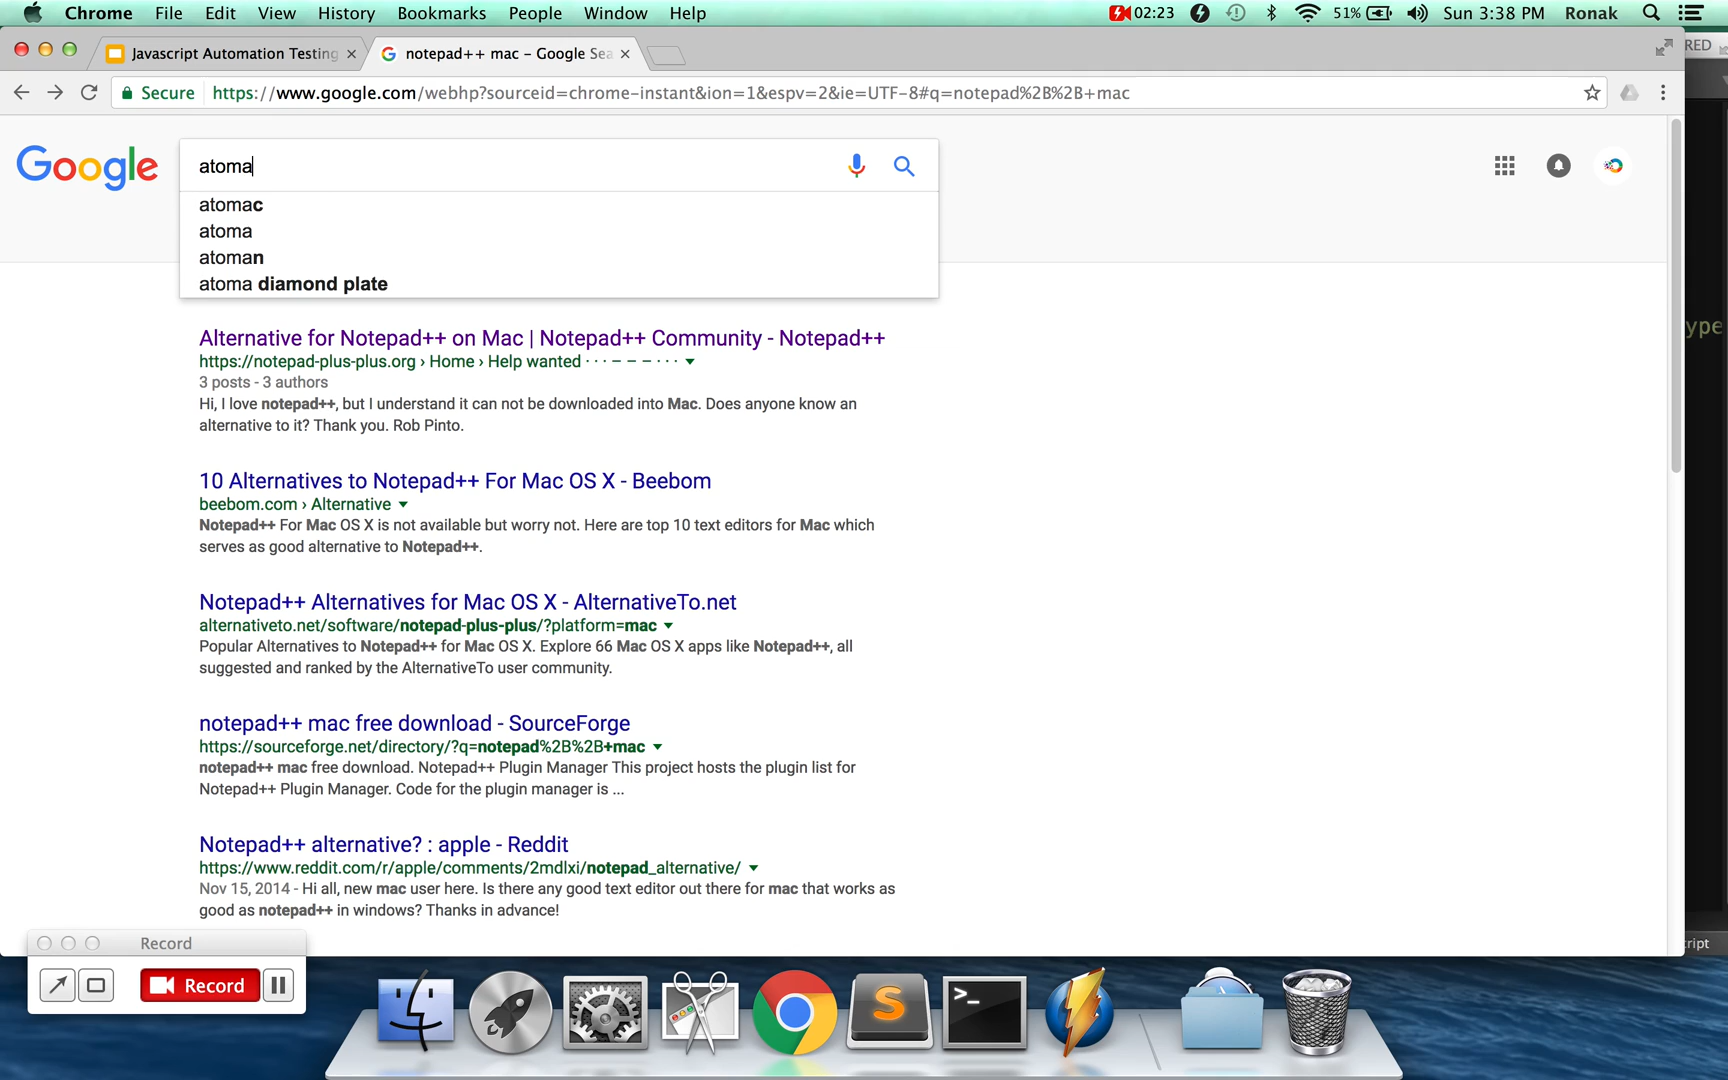 Chrome File Edit View History Bookmarks People Window Help 02:23 51% Sun 3:38 PM Ronak
Javascript Automation Testing
notepad++ mac - Google Sea
RED
Secure https://www.google.com/webhp?sourceid=chrome-instant&ion=1&espv=2&ie=UTF-8#q=notepad%2B%2B+mac
Google
atoma
atomac
atoma
atoman
atoma diamond plate
ype
Alternative for Notepad++ on Mac | Notepad++ Community - Notepad++
https://notepad-plus-plus.org › Home › Help wanted · · · – – – · · ·
3 posts - 3 authors
Hi, I love notepad++, but I understand it can not be downloaded into Mac. Does anyone know an
alternative to it? Thank you. Rob Pinto.
10 Alternatives to Notepad++ For Mac OS X - Beebom
beebom.com › Alternative
Notepad++ For Mac OS X is not available but worry not. Here are top 10 text editors for Mac which
serves as good alternative to Notepad++.
Notepad++ Alternatives for Mac OS X - AlternativeTo.net
alternativeto.net/software/notepad-plus-plus/?platform=mac
Popular Alternatives to Notepad++ for Mac OS X. Explore 66 Mac OS X apps like Notepad++, all
suggested and ranked by the AlternativeTo user community.
notepad++ mac free download - SourceForge
https://sourceforge.net/directory/?q=notepad%2B%2B+mac
notepad++ mac free download. Notepad++ Plugin Manager This project hosts the plugin list for
Notepad++ Plugin Manager. Code for the plugin manager is ...
Notepad++ alternative? : apple - Reddit
https://www.reddit.com/r/apple/comments/2mdlxi/notepad_alternative/
Nov 15, 2014 - Hi all, new mac user here. Is there any good text editor out there for mac that works as
good as notepad++ in windows? Thanks in advance!
ript
Record
Record
S
>_